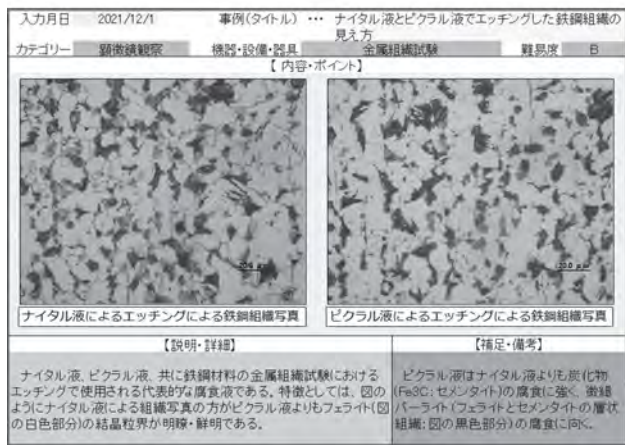 入力月日 2021/12/1 事例(タイトル) ･･･ ナイタル液とピクラル液でエッチングした鉄鋼組織の
見え方
カテゴリー 顕微鏡観察 機器・設備・器具 金属組織試験 難易度 B
【 内容・ポイント】
20.0 μm
20.0 μm
ナイタル液によるエッチングによる鉄鋼組織写真
ピクラル液によるエッチングによる鉄鋼組織写真
【説明・詳細】
ナイタル液、ピクラル液、共に鉄鋼材料の金属組織試験における
エッチングで使用される代表的な腐食液である。特徴としては、図の
ようにナイタル液による組織写真の方がピクラル液よりもフェライト(図
の白色部分)の結晶粒界が明瞭・鮮明である。
【補足・備考】
ピクラル液はナイタル液よりも炭化物
(Fe3C:セメンタイト)の腐食に強く、微細
パーライト(フェライトとセメンタイトの層状
組織:図の黒色部分)の腐食に向く。